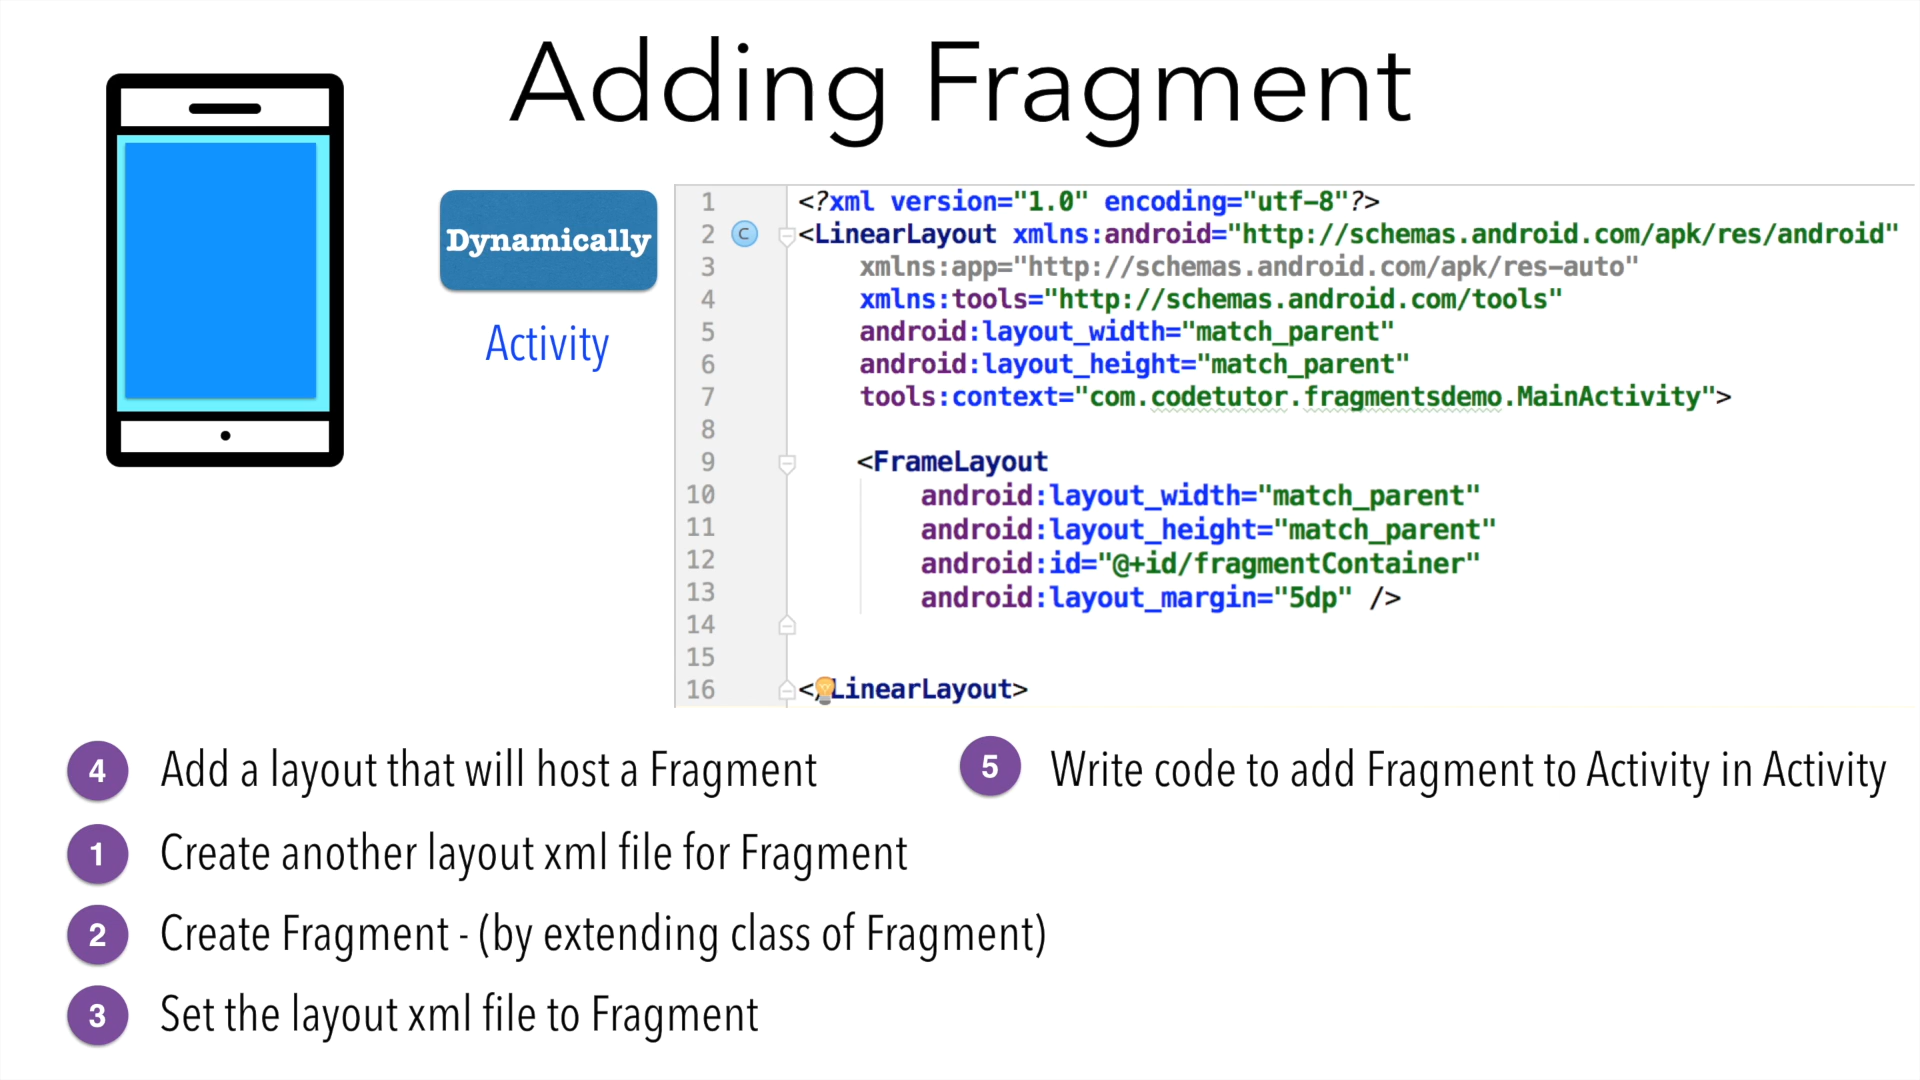 Adding Fragment
Dynamically
Activity
1 <?xml version="1.0" encoding="utf-8"?>
2 C <LinearLayout xmlns:android="http://schemas.android.com/apk/res/android"
3 xmlns:app="http://schemas.android.com/apk/res-auto"
4 xmlns:tools="http://schemas.android.com/tools"
5 android:layout_width="match_parent"
6 android:layout_height="match_parent"
7 tools:context="com.codetutor.fragmentsdemo.MainActivity">
8
9 <FrameLayout
10 android:layout_width="match_parent"
11 android:layout_height="match_parent"
12 android:id="@+id/fragmentContainer"
13 android:layout_margin="5dp" />
14
15
16 </LinearLayout>
4 Add a layout that will host a Fragment
5 Write code to add Fragment to Activity in Activity
1 Create another layout xml file for Fragment
2 Create Fragment - (by extending class of Fragment)
3 Set the layout xml file to Fragment